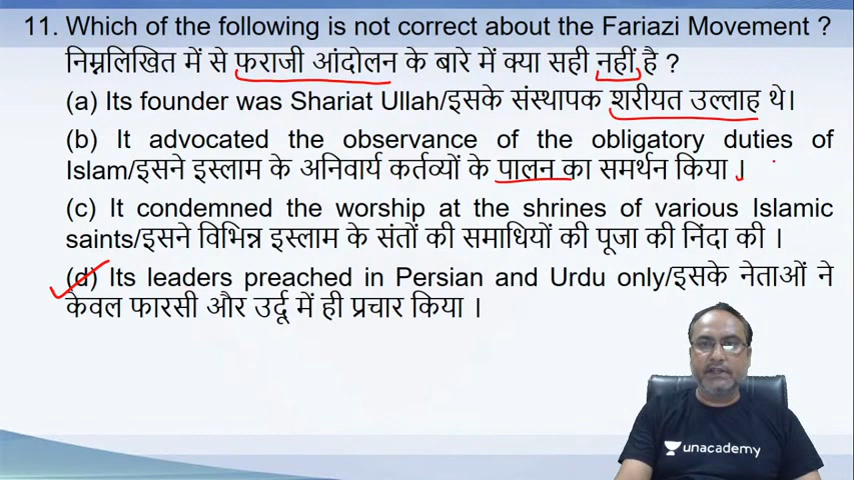 11. Which of the following is not correct about the Fariazi Movement ?
निम्नलिखित में से फराजी आंदोलन के बारे में क्या सही नहीं है ?
(a) Its founder was Shariat Ullah/इसके संस्थापक शरीयत उल्लाह थे।
(b) It advocated the observance of the obligatory duties of
Islam/इसने इस्लाम के अनिवार्य कर्तव्यों के पालन का समर्थन किया ।
(c) It condemned the worship at the shrines of various Islamic
saints/इसने विभिन्न इस्लाम के संतों की समाधियों की पूजा की निंदा की ।
(d) Its leaders preached in Persian and Urdu only/इसके नेताओं ने
केवल फारसी और उर्दू में ही प्रचार किया ।
unacademy